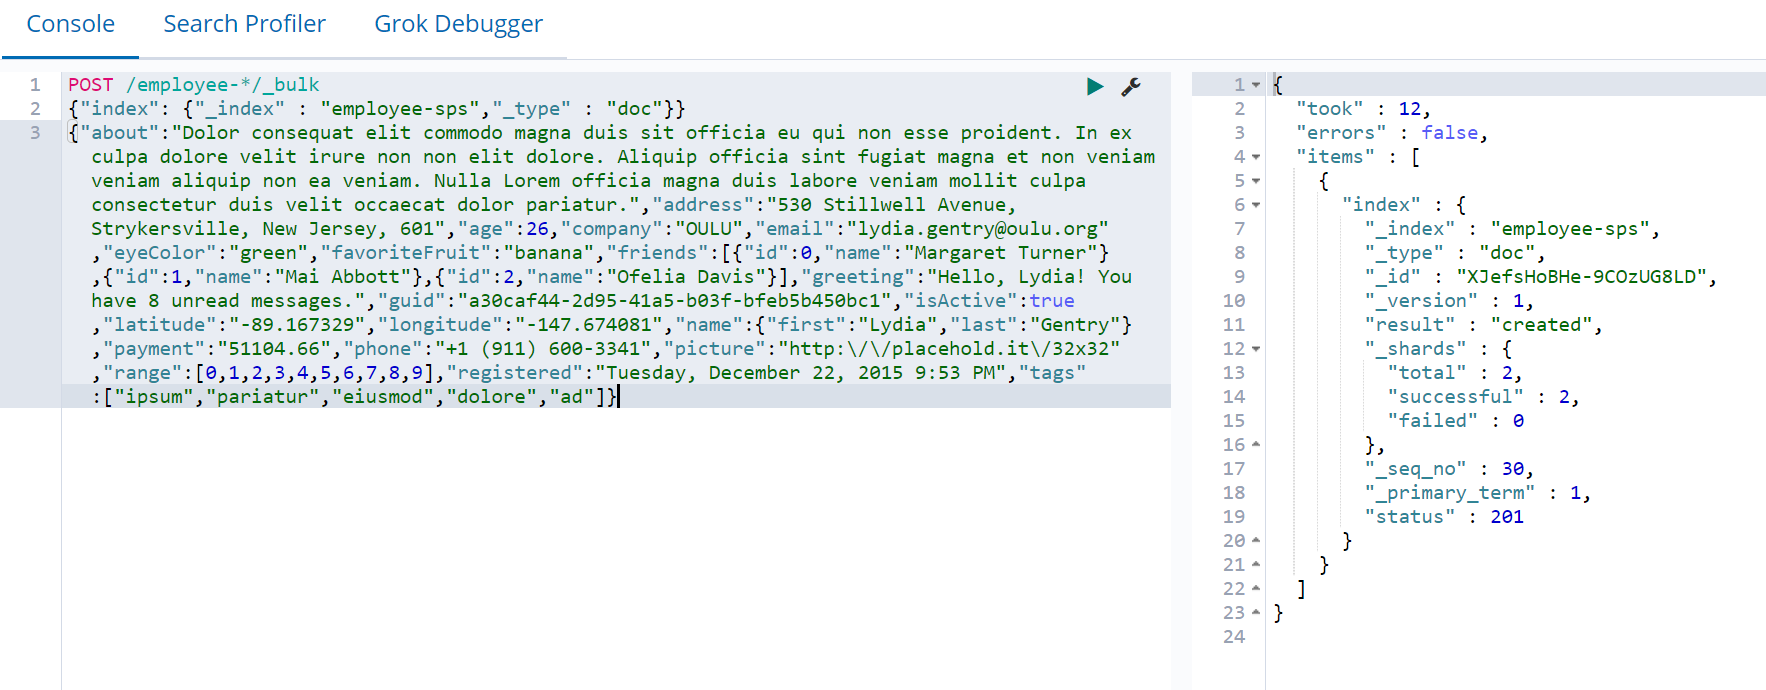 Console Search Profiler Grok Debugger
1 POST /employee-*/_bulk
2 {"index": {"_index" : "employee-sps","_type" : "doc"}}
3 {"about":"Dolor consequat elit commodo magna duis sit officia eu qui non esse proident. In ex
culpa dolore velit irure non non elit dolore. Aliquip officia sint fugiat magna et non veniam
veniam aliquip non ea veniam. Nulla Lorem officia magna duis labore veniam mollit culpa
consectetur duis velit occaecat dolor pariatur.","address":"530 Stillwell Avenue,
Strykersville, New Jersey, 601","age":26,"company":"OULU","email":"lydia.gentry@oulu.org"
,"eyeColor":"green","favoriteFruit":"banana","friends":[{"id":0,"name":"Margaret Turner"}
,{"id":1,"name":"Mai Abbott"},{"id":2,"name":"Ofelia Davis"}],"greeting":"Hello, Lydia! You
have 8 unread messages.","guid":"a30caf44-2d95-41a5-b03f-bfeb5b450bc1","isActive":true
,"latitude":"-89.167329","longitude":"-147.674081","name":{"first":"Lydia","last":"Gentry"}
,"payment":"51104.66","phone":"+1 (911) 600-3341","picture":"http:\/\/placehold.it\/32x32"
,"range":[0,1,2,3,4,5,6,7,8,9],"registered":"Tuesday, December 22, 2015 9:53 PM","tags"
:["ipsum","pariatur","eiusmod","dolore","ad"]}
1 {
2 "took" : 12,
3 "errors" : false,
4 "items" : [
5 {
6 "index" : {
7 "_index" : "employee-sps",
8 "_type" : "doc",
9 "_id" : "XJefsHoBHe-9COzUG8LD",
10 "_version" : 1,
11 "result" : "created",
12 "_shards" : {
13 "total" : 2,
14 "successful" : 2,
15 "failed" : 0
16 },
17 "_seq_no" : 30,
18 "_primary_term" : 1,
19 "status" : 201
20 }
21 }
22 ]
23 }
24